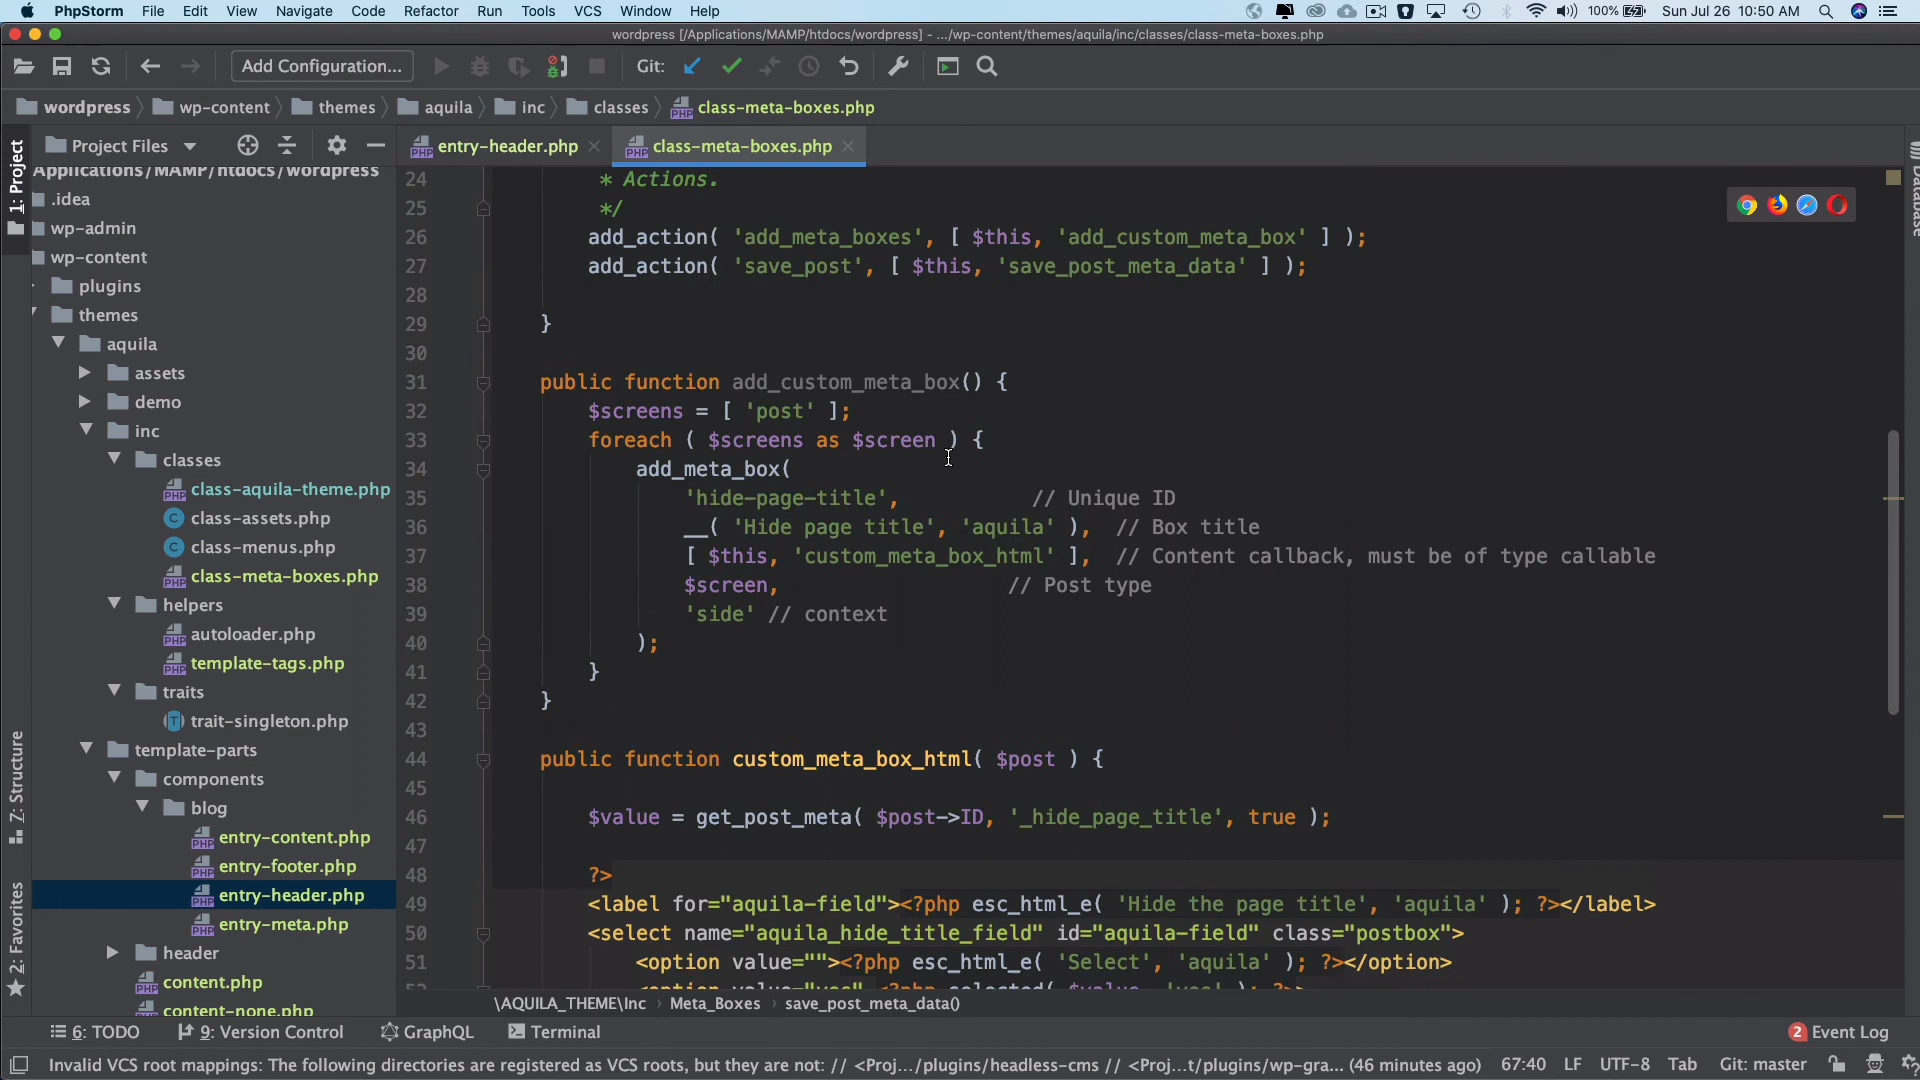 PhpStorm File Edit View Navigate Code Refactor Run Tools VCS Window Help 100% Sun Jul 26 10:50 AM
wordpress [/Applications/MAMP/htdocs/wordpress] - .../wp-content/themes/aquila/inc/classes/class-meta-boxes.php
Add Configuration... Git:
wordpress wp-content themes aquila inc classes class-meta-boxes.php
1: Project
Project Files
entry-header.php class-meta-boxes.php
Database
Applications/MAMP/htdocs/wordpress
.idea
wp-admin
wp-content
plugins
themes
aquila
assets
demo
inc
classes
class-aquila-theme.php
class-assets.php
class-menus.php
class-meta-boxes.php
helpers
autoloader.php
template-tags.php
traits
trait-singleton.php
template-parts
components
blog
entry-content.php
entry-footer.php
entry-header.php
entry-meta.php
header
content.php
content-none.php
7: Structure
2: Favorites
24 * Actions.
25 */
26 add_action( 'add_meta_boxes', [ $this, 'add_custom_meta_box' ] );
27 add_action( 'save_post', [ $this, 'save_post_meta_data' ] );
28
29 }
30
31 public function add_custom_meta_box() {
32 $screens = [ 'post' ];
33 foreach ( $screens as $screen ) {
34 add_meta_box(
35 'hide-page-title', // Unique ID
36 __( 'Hide page title', 'aquila' ), // Box title
37 [ $this, 'custom_meta_box_html' ], // Content callback, must be of type callable
38 $screen, // Post type
39 'side' // context
40 );
41 }
42 }
43
44 public function custom_meta_box_html( $post ) {
45
46 $value = get_post_meta( $post->ID, '_hide_page_title', true );
47
48 ?>
49 <label for="aquila-field"><?php esc_html_e( 'Hide the page title', 'aquila' ); ?></label>
50 <select name="aquila_hide_title_field" id="aquila-field" class="postbox">
51 <option value=""><?php esc_html_e( 'Select', 'aquila' ); ?></option>
52 <option value="yes" <?php selected( $value, 'yes' ); ?>
\AQUILA_THEME\Inc Meta_Boxes save_post_meta_data()
6: TODO 9: Version Control GraphQL Terminal 2 Event Log
Invalid VCS root mappings: The following directories are registered as VCS roots, but they are not: // <Proj.../plugins/headless-cms // <Proj...t/plugins/wp-gra... (46 minutes ago) 67:40 LF UTF-8 Tab Git: master